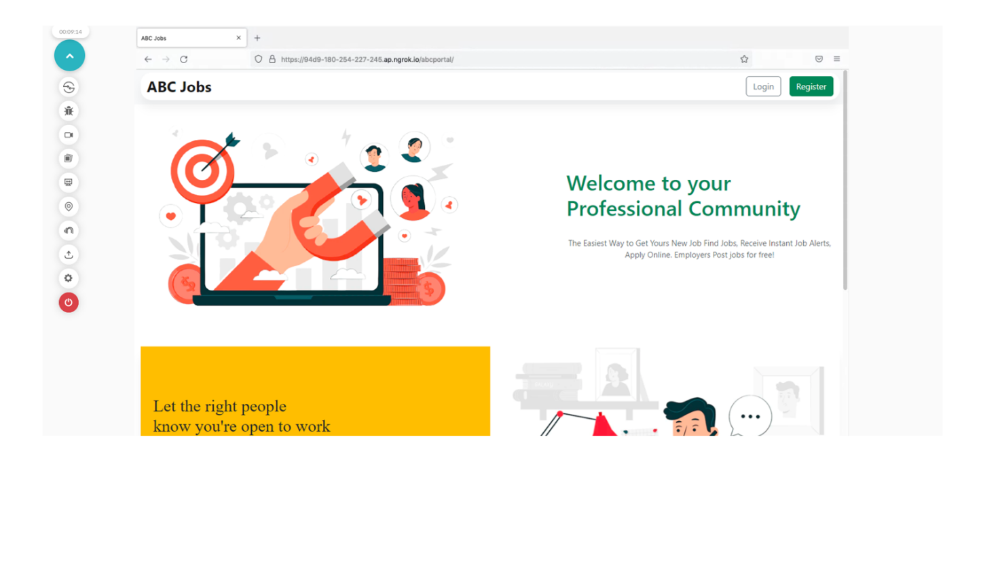 00:09:14
ABC Jobs
https://94d9-180-254-227-245.ap.ngrok.io/abcportal/
ABC Jobs
Login
Register
Welcome to your
Professional Community
The Easiest Way to Get Yours New Job Find Jobs, Receive Instant Job Alerts,
Apply Online. Employers Post jobs for free!
Let the right people
know you're open to work